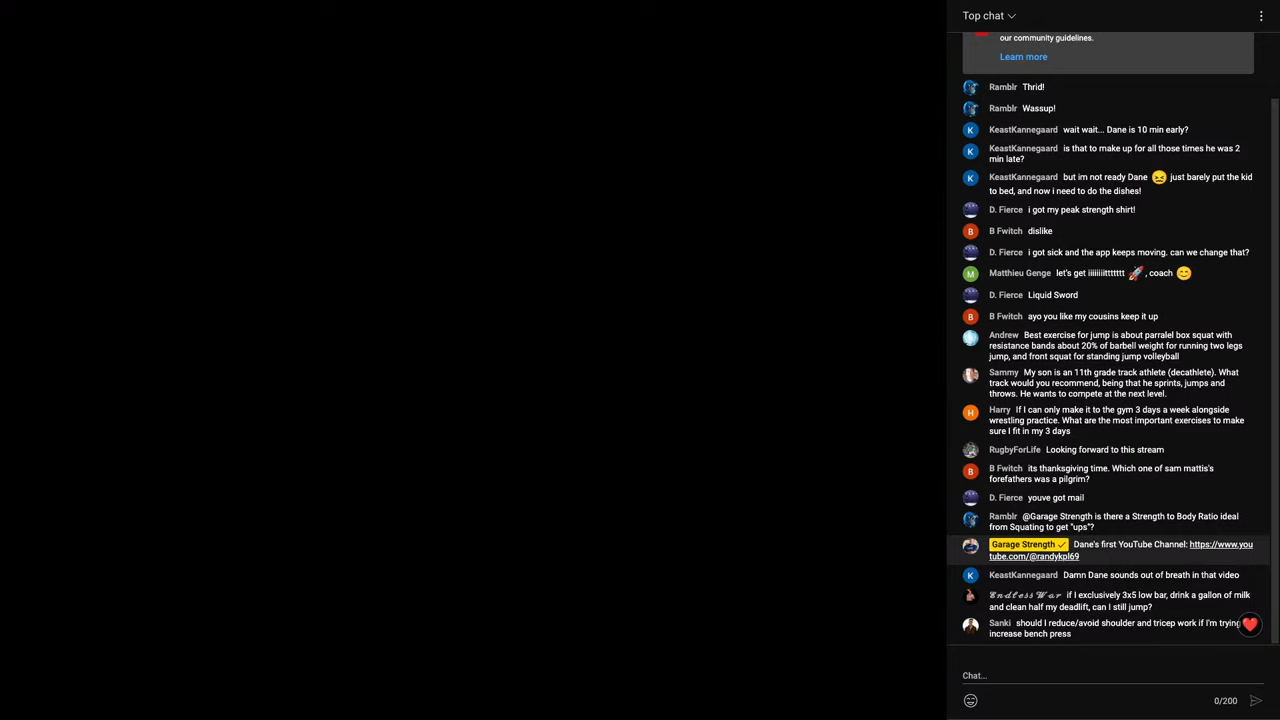 Top chat
our community guidelines.
Learn more
Ramblr Thrid!
Ramblr Wassup!
K KeastKannegaard wait wait... Dane is 10 min early?
K KeastKannegaard is that to make up for all those times he was 2
min late?
K KeastKannegaard but im not ready Dane 😖 just barely put the kid
to bed, and now i need to do the dishes!
D. Fierce i got my peak strength shirt!
B B Fwitch dislike
D. Fierce i got sick and the app keeps moving. can we change that?
M Matthieu Genge let's get iiiiiiiittttttt 🚀 , coach 😊
D. Fierce Liquid Sword
B B Fwitch ayo you like my cousins keep it up
Andrew Best exercise for jump is about parralel box squat with
resistance bands about 20% of barbell weight for running two legs
jump, and front squat for standing jump volleyball
Sammy My son is an 11th grade track athlete (decathlete). What
track would you recommend, being that he sprints, jumps and
throws. He wants to compete at the next level.
H Harry If I can only make it to the gym 3 days a week alongside
wrestling practice. What are the most important exercises to make
sure I fit in my 3 days
RugbyForLife Looking forward to this stream
B B Fwitch its thanksgiving time. Which one of sam mattis's
forefathers was a pilgrim?
D. Fierce youve got mail
Ramblr @Garage Strength is there a Strength to Body Ratio ideal
from Squating to get "ups"?
Garage Strength ✓ Dane's first YouTube Channel: https://www.you
tube.com/@randykpl69
K KeastKannegaard Damn Dane sounds out of breath in that video
𝓔𝓷𝓭𝓵𝓮𝓼𝓼 𝓦𝓪𝓻 if I exclusively 3x5 low bar, drink a gallon of milk
and clean half my deadlift, can I still jump?
Sanki should I reduce/avoid shoulder and tricep work if I'm trying
increase bench press
Chat...
0/200